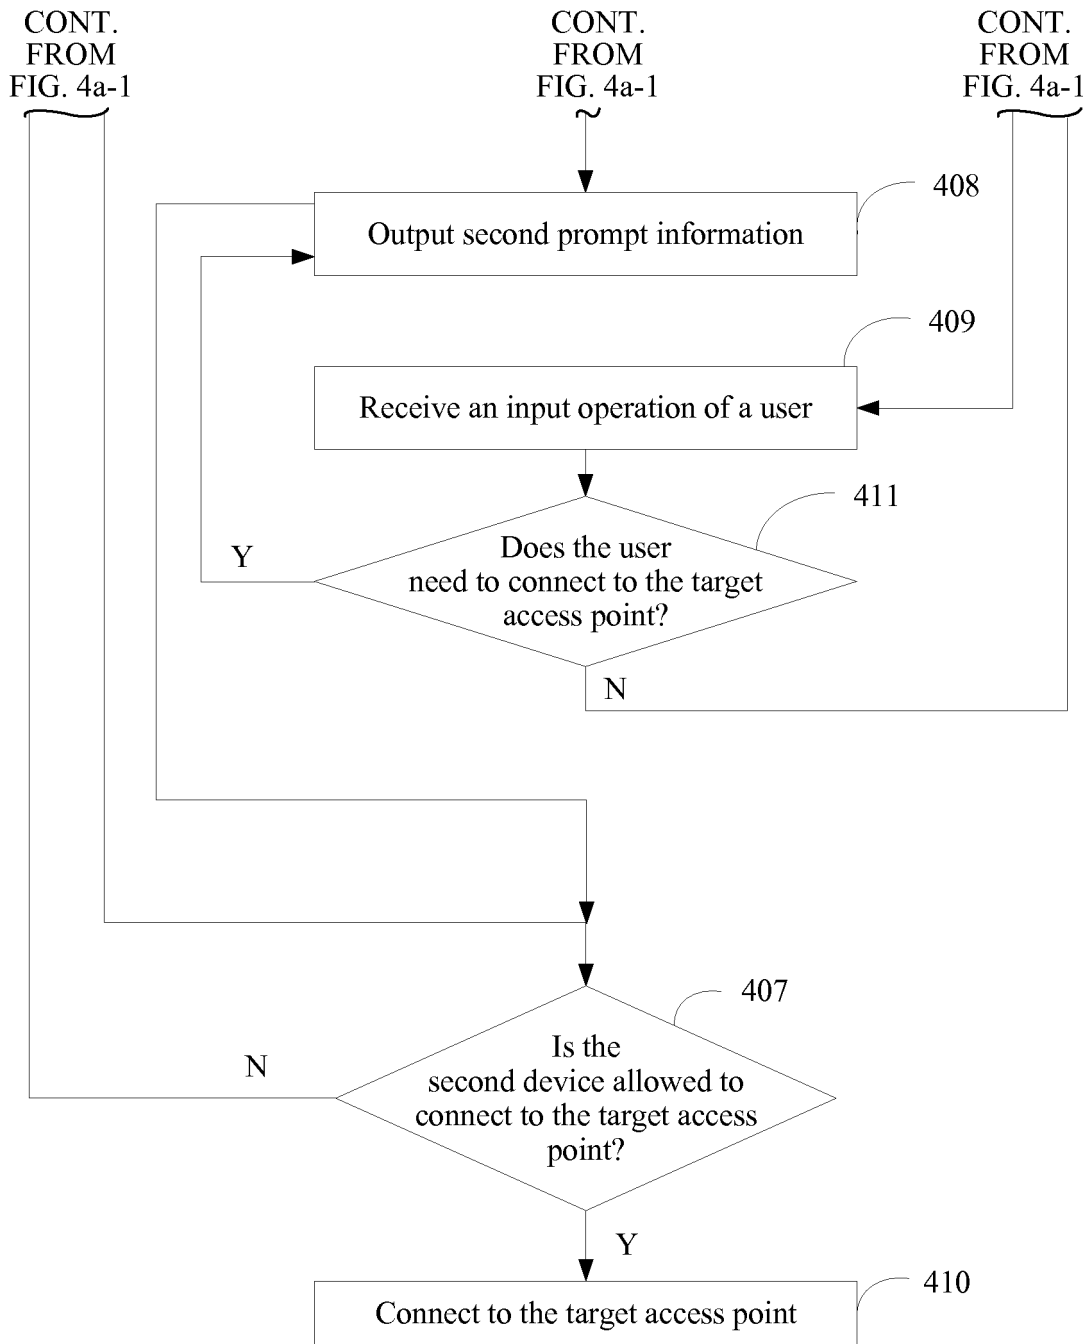 CONT.
FROM
FIG. 4a-1
CONT.
FROM
FIG. 4a-1
CONT.
FROM
FIG. 4a-1
408
Output second prompt information
409
Receive an input operation of a user
411
Does the user
need to connect to the target
access point?
Y
N
407
Is the
second device allowed to
connect to the target access
point?
N
Y
410
Connect to the target access point